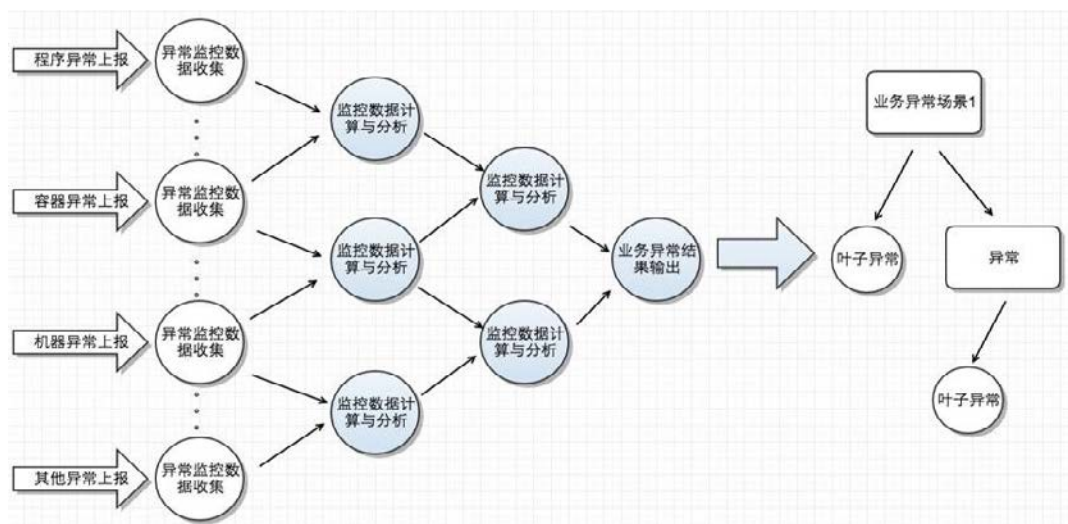 程序异常上报
异常监控数
据收集
监控数据计
算与分析
业务异常场景1
容器异常上报
异常监控数
据收集
监控数据计
算与分析
监控数据计
算与分析
业务异常结
果输出
叶子异常
异常
机器异常上报
异常监控数
据收集
监控数据计
算与分析
监控数据计
算与分析
叶子异常
其他异常上报
异常监控数
据收集